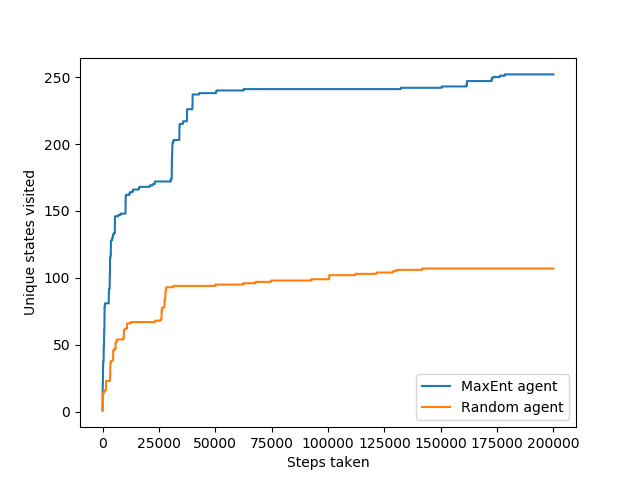 250
200
150
100
50
0
Unique states visited
0 25000 50000 75000 100000 125000 150000 175000 200000
Steps taken
MaxEnt agent
Random agent